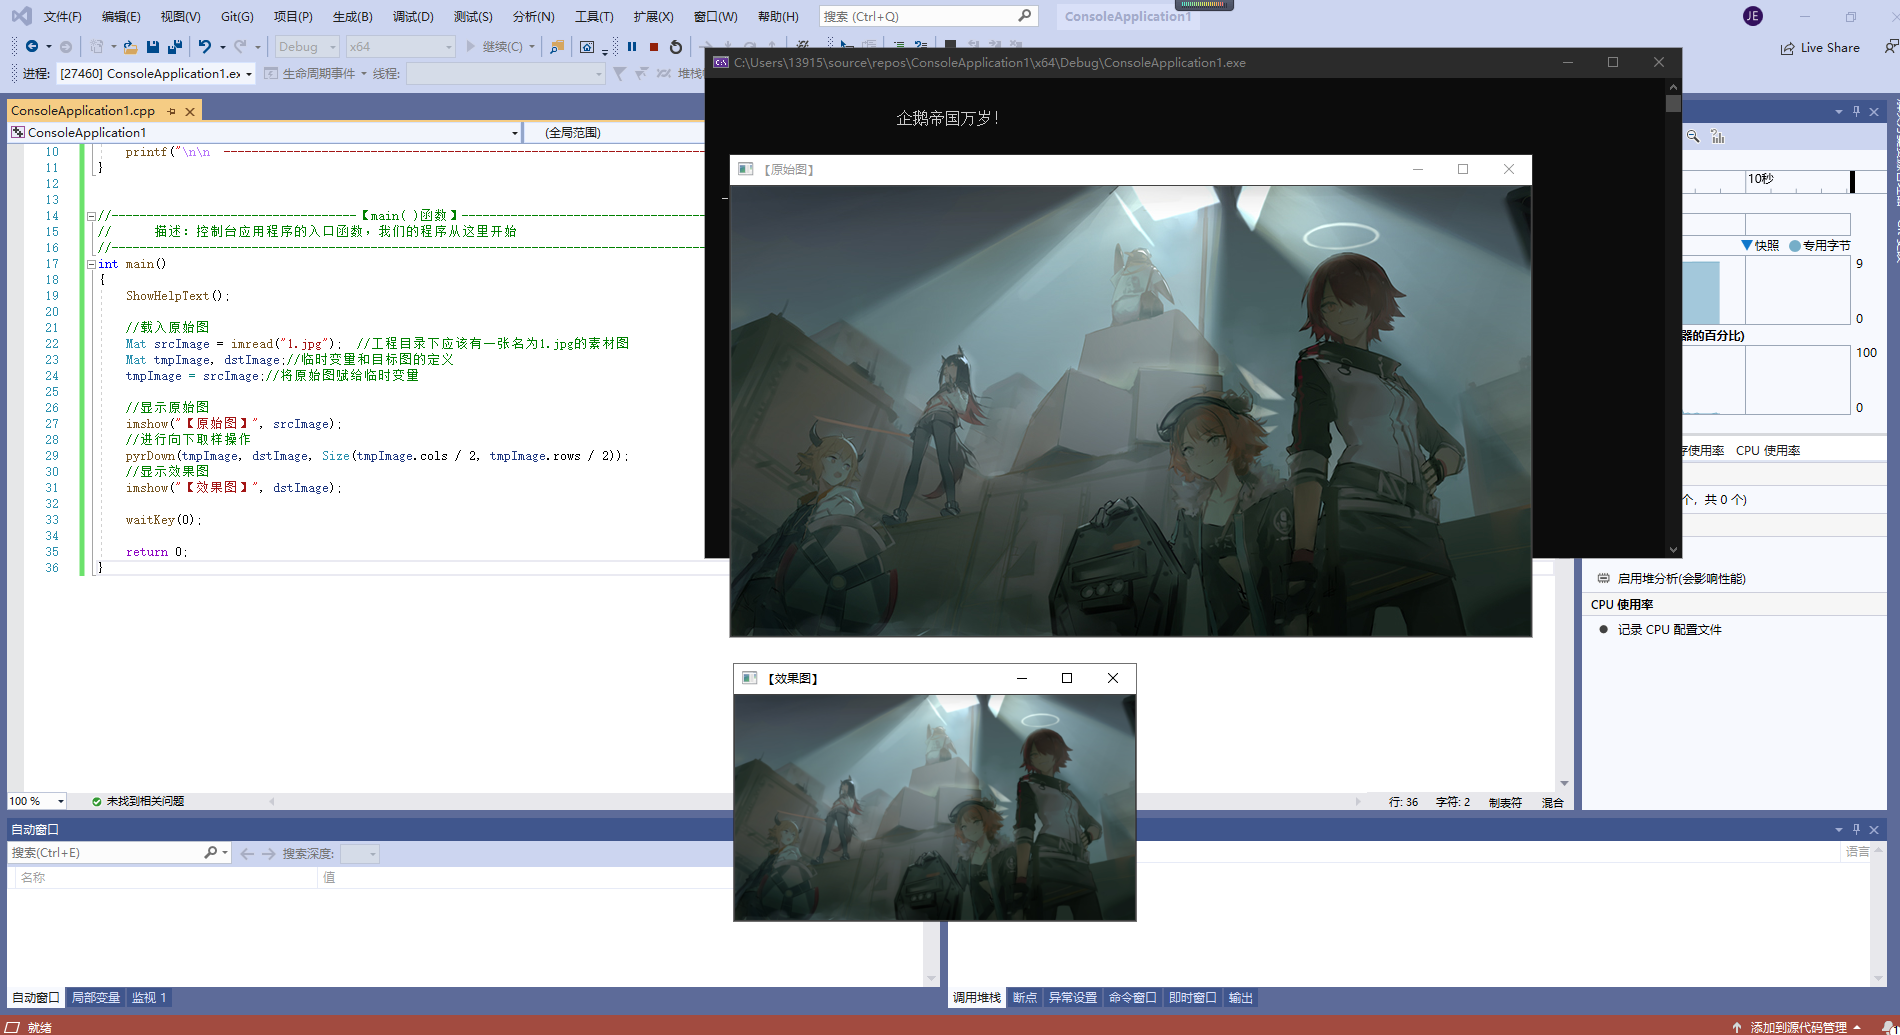 文件(F) 编辑(E) 视图(V) Git(G) 项目(P) 生成(B) 调试(D) 测试(S) 分析(N) 工具(T) 扩展(X) 窗口(W) 帮助(H) 搜索 (Ctrl+Q) ConsoleApplication1 JE
Debug x64 继续(C) Live Share
进程: [27460] ConsoleApplication1.ex 生命周期事件 线程: 堆栈
C:\Users\13915\source\repos\ConsoleApplication1\x64\Debug\ConsoleApplication1.exe
企鹅帝国万岁!
ConsoleApplication1.cpp
ConsoleApplication1 (全局范围)
10 printf("\n\n ----------------------------------------------------------------------
11 }
12
13
14 //-----------------------------------【main( )函数】-----------------------------------
15 // 描述：控制台应用程序的入口函数，我们的程序从这里开始
16 //-------------------------------------------------------------------------------------
17 int main()
18 {
19 ShowHelpText();
20
21 //载入原始图
22 Mat srcImage = imread("1.jpg"); //工程目录下应该有一张名为1.jpg的素材图
23 Mat tmpImage, dstImage;//临时变量和目标图的定义
24 tmpImage = srcImage;//将原始图赋给临时变量
25
26 //显示原始图
27 imshow("【原始图】", srcImage);
28 //进行向下取样操作
29 pyrDown(tmpImage, dstImage, Size(tmpImage.cols / 2, tmpImage.rows / 2));
30 //显示效果图
31 imshow("【效果图】", dstImage);
32
33 waitKey(0);
34
35 return 0;
36 }
【原始图】
【效果图】
10秒
快照 专用字节
9
0
器的百分比)
100
0
存使用率 CPU 使用率
个，共 0 个)
启用堆分析(会影响性能)
CPU 使用率
记录 CPU 配置文件
100 % 未找到相关问题 行: 36 字符: 2 制表符 混合
自动窗口
搜索(Ctrl+E) 搜索深度:
名称 值 语言
自动窗口 局部变量 监视 1 调用堆栈 断点 异常设置 命令窗口 即时窗口 输出
就绪 添加到源代码管理